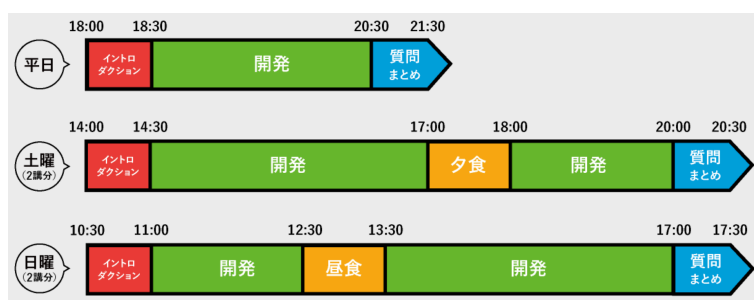 18:00 18:30 20:30 21:30
平日
イントロ
ダクション
開発
質問
まとめ
14:00 14:30 17:00 18:00 20:00 20:30
土曜
(2講分)
イントロ
ダクション
開発
夕食
開発
質問
まとめ
10:30 11:00 12:30 13:30 17:00 17:30
日曜
(2講分)
イントロ
ダクション
開発
昼食
開発
質問
まとめ